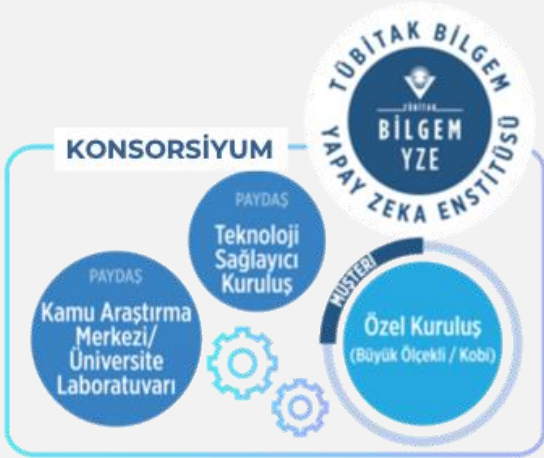 TÜBİTAK BİLGEM
YAPAY ZEKA ENSTİTÜSÜ
TÜBİTAK
BİLGEM
YZE
KONSORSİYUM
PAYDAŞ
Teknoloji
Sağlayıcı
Kuruluş
PAYDAŞ
Kamu Araştırma
Merkezi/
Üniversite
Laboratuvarı
MÜŞTERİ
Özel Kuruluş
(Büyük Ölçekli / Kobi)